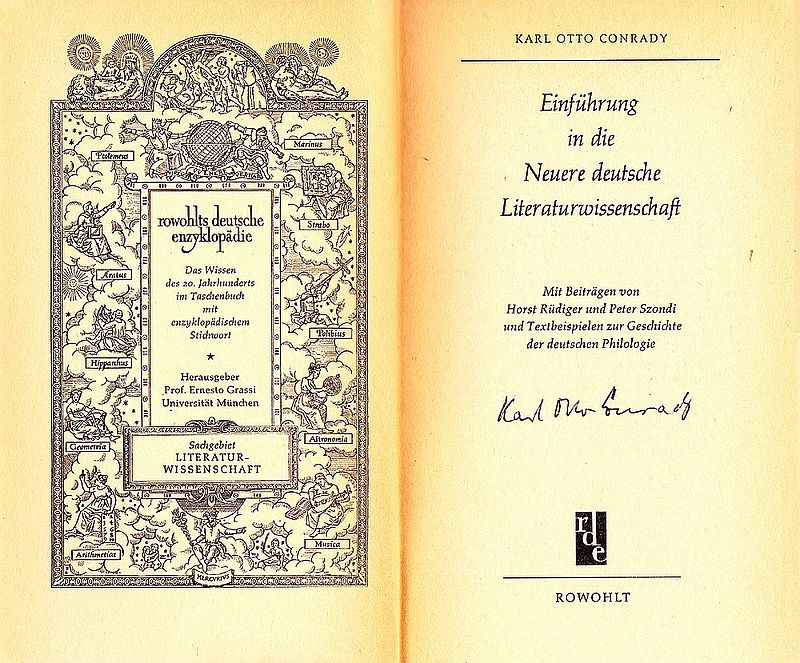 Ptolemeus
Marinus
Strabo
Aratus
Polibius
Hipparchus
Geometria
Astronomia
Arithmetica
Musica
MERCVRIUS
rowohlts deutsche
enzyklopädie
Das Wissen
des 20. Jahrhunderts
im Taschenbuch
mit
enzyklopädischem
Stichwort
★
Herausgeber
Prof. Ernesto Grassi
Universität München
Sachgebiet
LITERATUR-
WISSENSCHAFT
KARL OTTO CONRADY
Einführung
in die
Neuere deutsche
Literaturwissenschaft
Mit Beiträgen von
Horst Rüdiger und Peter Szondi
und Textbeispielen zur Geschichte
der deutschen Philologie
Karl Otto Conrady
rde
ROWOHLT